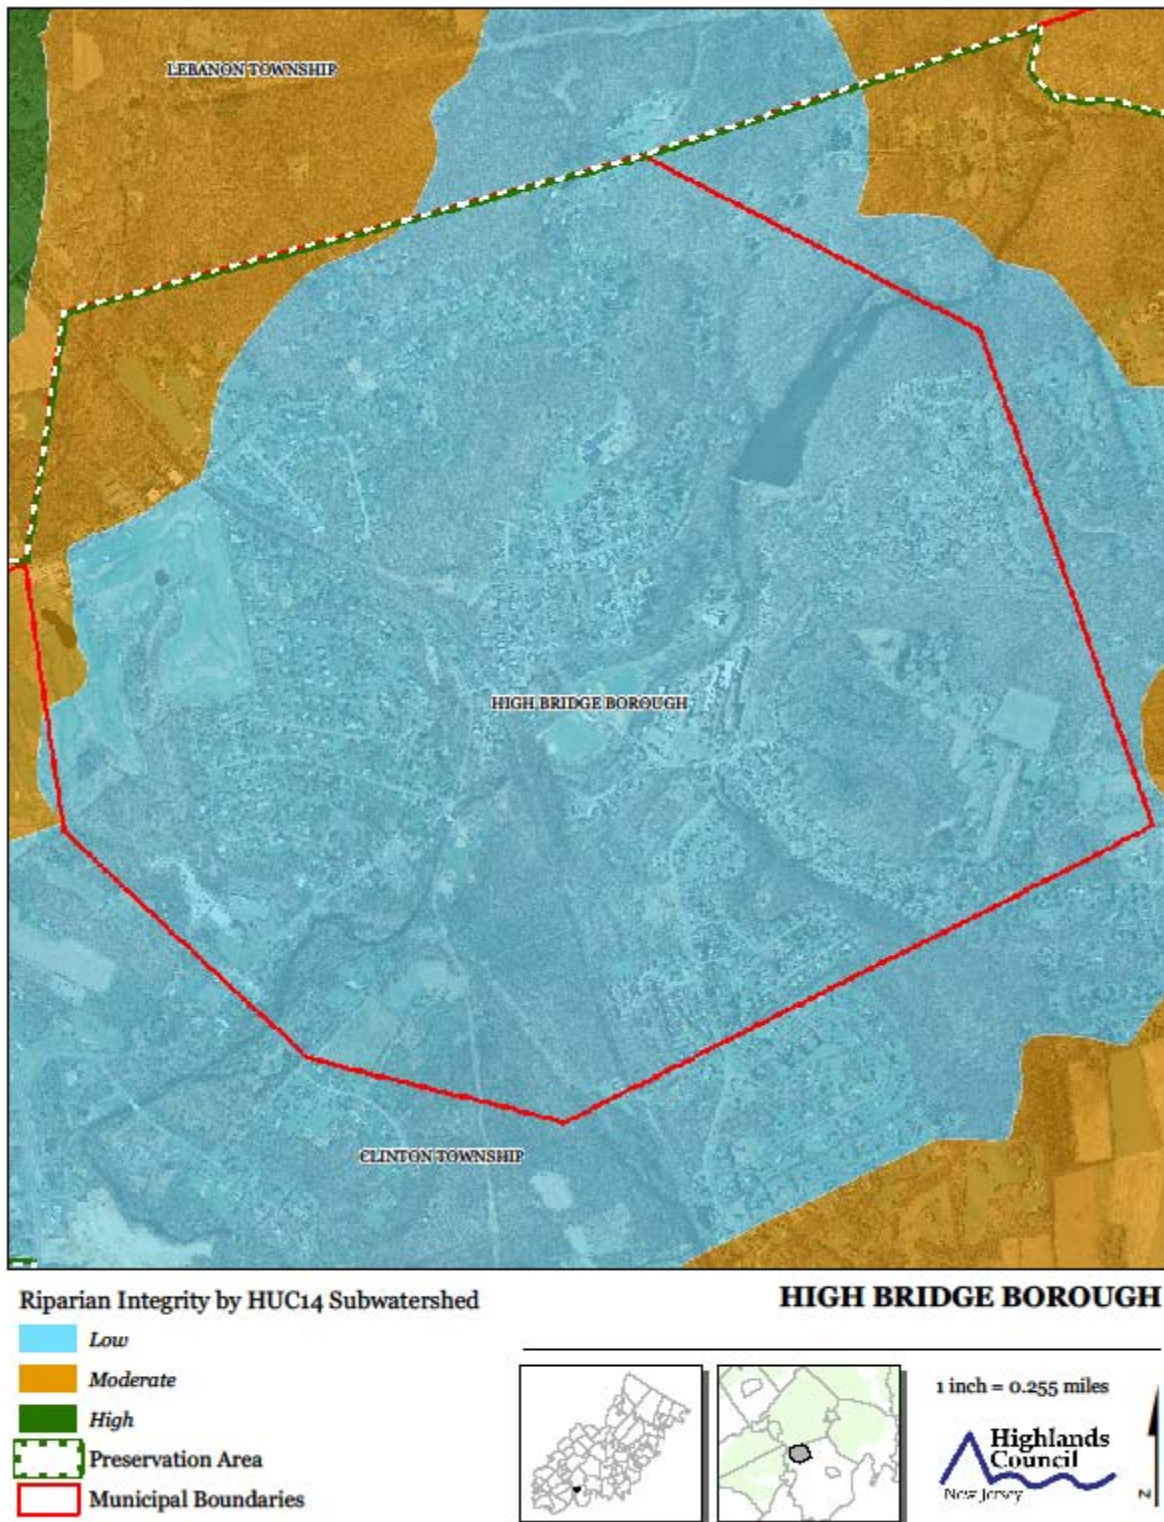 LEBANON TOWNSHIP
HIGH BRIDGE BOROUGH
CLINTON TOWNSHIP
Riparian Integrity by HUC14 Subwatershed
Low
Moderate
High
Preservation Area
Municipal Boundaries
HIGH BRIDGE BOROUGH
1 inch = 0.255 miles
Highlands
Council
New Jersey
N